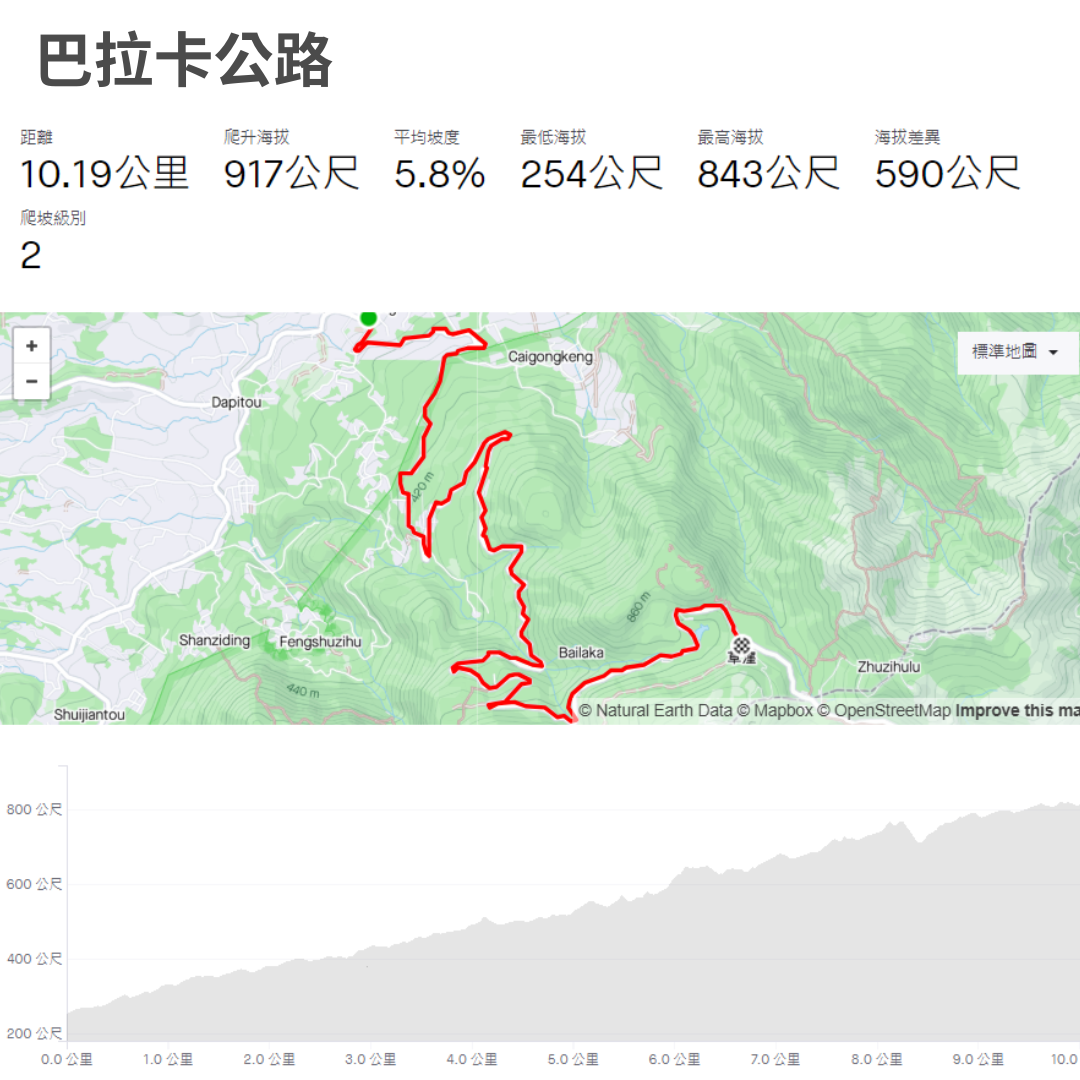 巴拉卡公路
距離 爬升海拔 平均坡度 最低海拔 最高海拔 海拔差異
10.19公里 917公尺 5.8% 254公尺 843公尺 590公尺
爬坡級別
2
+
−
標準地圖
Caigongkeng
Dapitou
420 m
860 m
Shanziding
Fengshuzihu
Bailaka
Zhuzihulu
440 m
Shuijiantou
© Natural Earth Data © Mapbox © OpenStreetMap Improve this ma
800 公尺
600 公尺
400 公尺
200 公尺
0.0 公里 1.0 公里 2.0 公里 3.0 公里 4.0 公里 5.0 公里 6.0 公里 7.0 公里 8.0 公里 9.0 公里 10.0